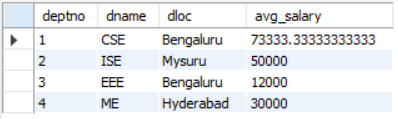 deptno dname dloc avg_salary
1 CSE Bengaluru 73333.33333333333
2 ISE Mysuru 50000
3 EEE Bengaluru 12000
4 ME Hyderabad 30000